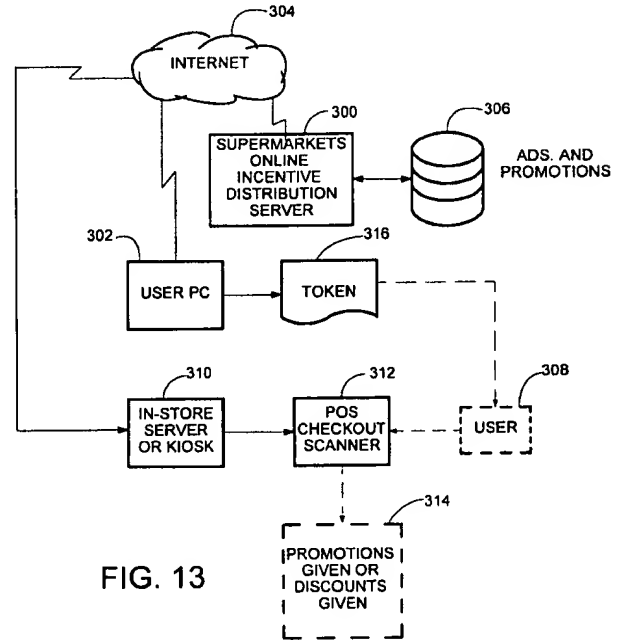 304
INTERNET
300
306
SUPERMARKETS
ONLINE
INCENTIVE
DISTRIBUTION
SERVER
ADS. AND
PROMOTIONS
302
316
USER PC
TOKEN
310
312
308
IN-STORE
SERVER
OR KIOSK
POS
CHECKOUT
SCANNER
USER
314
PROMOTIONS
GIVEN OR
DISCOUNTS
GIVEN
FIG. 13